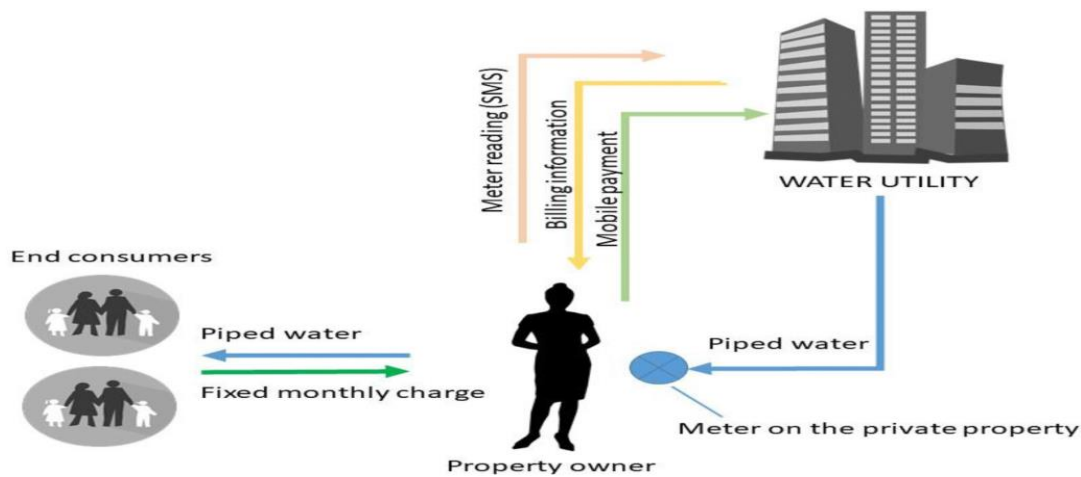 Meter reading (SMS)
Billing information
Mobile payment
WATER UTILITY
End consumers
Piped water
Fixed monthly charge
Piped water
Meter on the private property
Property owner